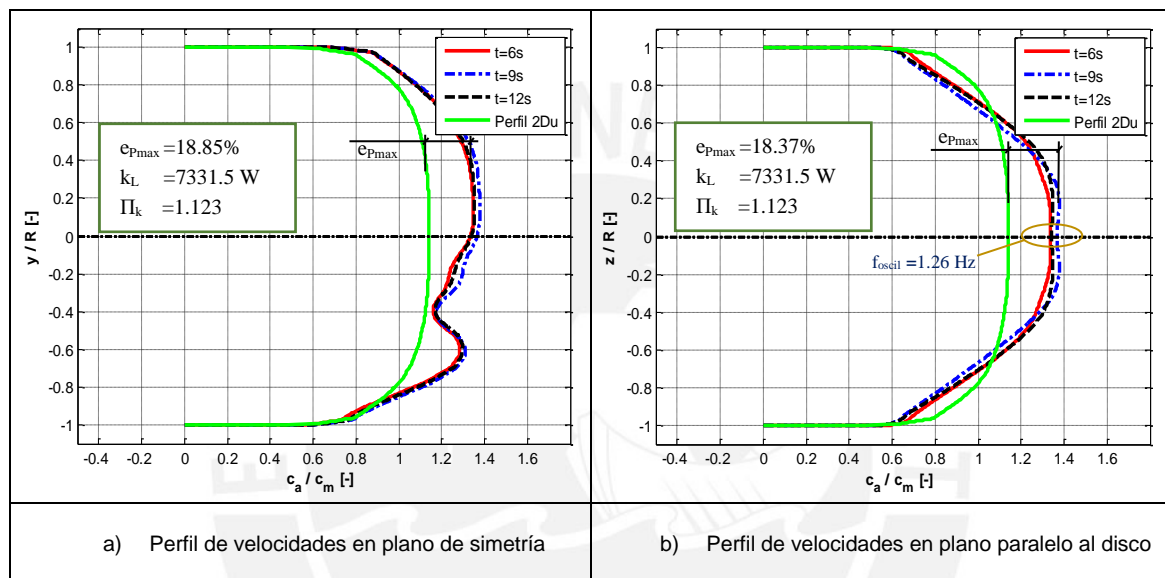 1
0.8
0.6
0.4
0.2
0
-0.2
-0.4
-0.6
-0.8
-1
y / R [-]
-0.4 -0.2 0 0.2 0.4 0.6 0.8 1 1.2 1.4 1.6
c_a / c_m [-]
t=6s
t=9s
t=12s
Perfil 2Du
e_Pmax =18.85%
k_L =7331.5 W
Π_k =1.123
e_Pmax
a) Perfil de velocidades en plano de simetría
1
0.8
0.6
0.4
0.2
0
-0.2
-0.4
-0.6
-0.8
-1
z / R [-]
-0.4 -0.2 0 0.2 0.4 0.6 0.8 1 1.2 1.4 1.6
c_a / c_m [-]
t=6s
t=9s
t=12s
Perfil 2Du
e_Pmax =18.37%
k_L =7331.5 W
Π_k =1.123
e_Pmax
f_oscil =1.26 Hz
b) Perfil de velocidades en plano paralelo al disco